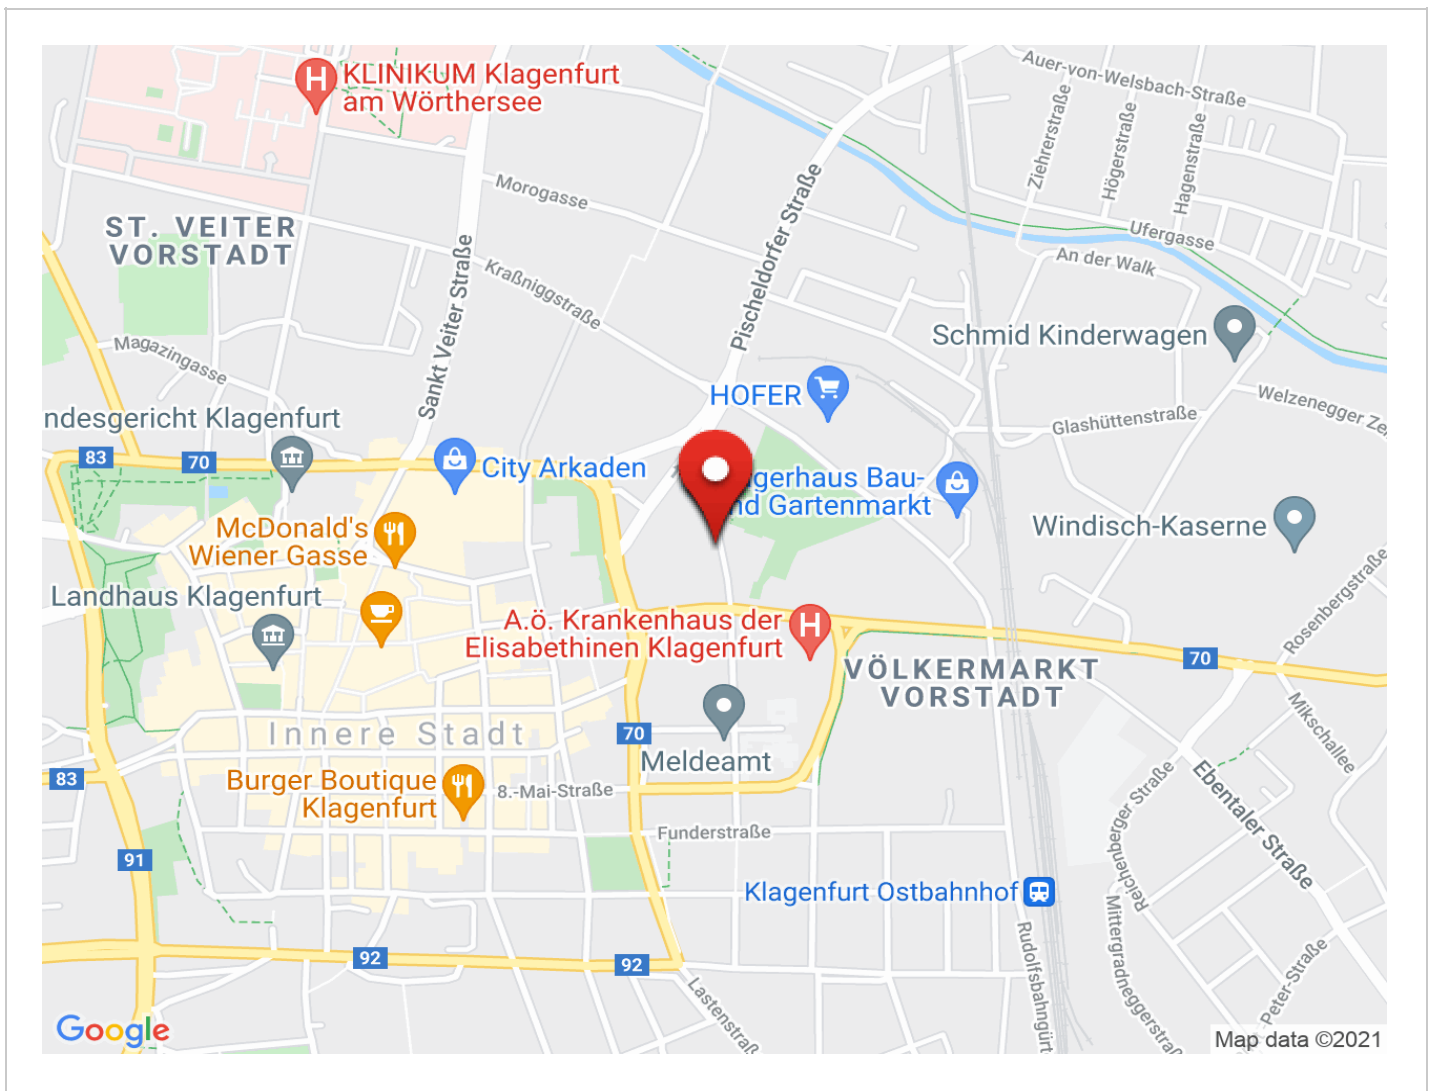 KLINIKUM Klagenfurt
am Wörthersee
Auer-von-Welsbach-Straße
Ziehrerstraße
Högerstraße
Hagenstraße
Morogasse
Pischeldorfer Straße
ST. VEITER
VORSTADT
Ufergasse
An der Walk
Sankt Veiter Straße
Kraßniggstraße
Schmid Kinderwagen
Magazingasse
HOFER
Welzenegger Ze
Glashüttenstraße
ndesgericht Klagenfurt
83
70
City Arkaden
gerhaus Bau-
nd Gartenmarkt
McDonald's
Wiener Gasse
Windisch-Kaserne
Landhaus Klagenfurt
Rosenbergstraße
A.ö. Krankenhaus der
Elisabethinen Klagenfurt
70
VÖLKERMARKT
VORSTADT
Innere Stadt
70
Mikschallee
Meldeamt
83
Burger Boutique
Klagenfurt
8.-Mai-Straße
Ebentaler Straße
Reichenberger Straße
Funderstraße
91
Klagenfurt Ostbahnhof
Mittergradneggerstraß
Rudolfsbahngürt
92
92
-Peter-Straße
Lastenstraß
Google
Map data ©2021